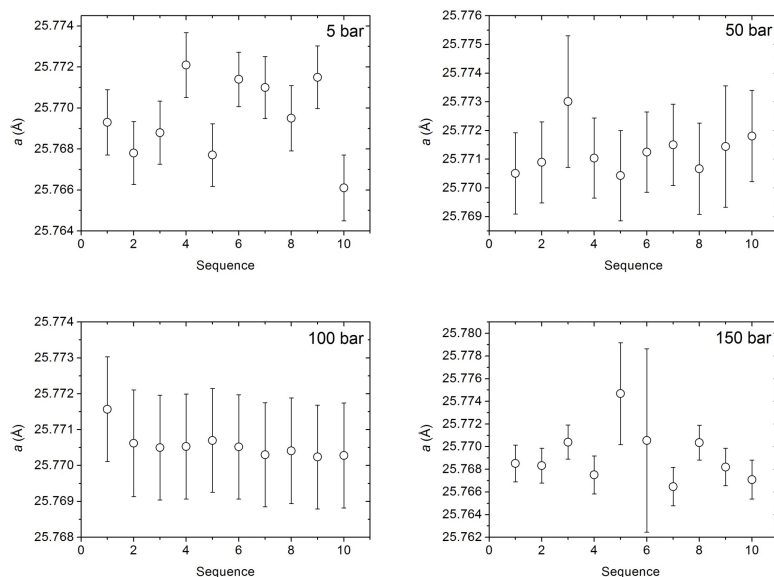 5 bar
25.774
25.772
25.770
25.768
25.766
25.764
a (Å)
0 2 4 6 8 10
Sequence
50 bar
25.776
25.775
25.774
25.773
25.772
25.771
25.770
25.769
a (Å)
0 2 4 6 8 10
Sequence
100 bar
25.774
25.773
25.772
25.771
25.770
25.769
25.768
a (Å)
0 2 4 6 8 10
Sequence
150 bar
25.780
25.778
25.776
25.774
25.772
25.770
25.768
25.766
25.764
25.762
a (Å)
0 2 4 6 8 10
Sequence